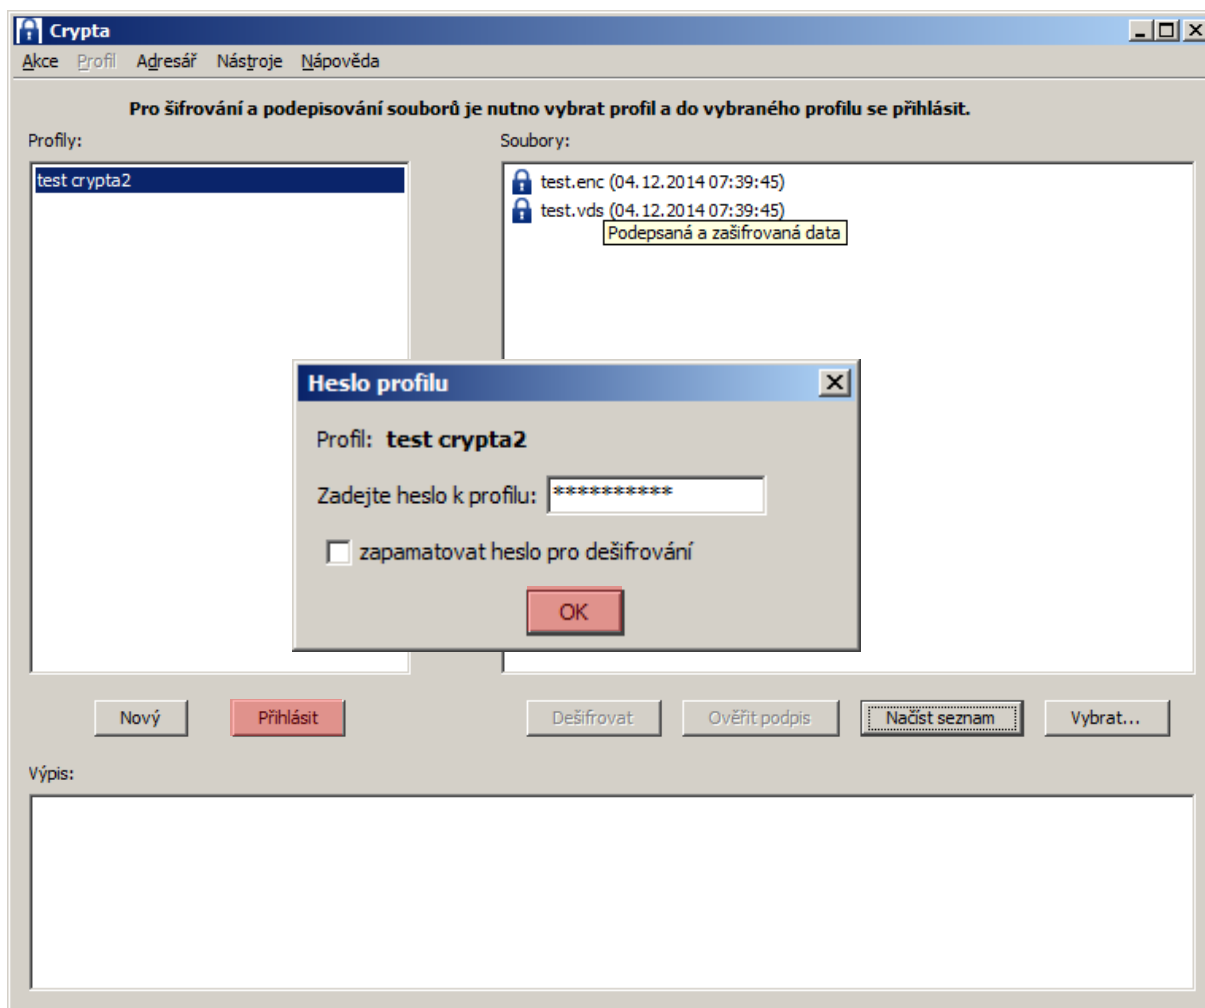 Crypta
Akce Profil Adresář Nástroje Nápověda
Pro šifrování a podepisování souborů je nutno vybrat profil a do vybraného profilu se přihlásit.
Profily:
Soubory:
test crypta2
test.enc (04.12.2014 07:39:45)
test.vds (04.12.2014 07:39:45)
Podepsaná a zašifrovaná data
Heslo profilu
Profil: test crypta2
Zadejte heslo k profilu: **********
zapamatovat heslo pro dešifrování
OK
Nový Přihlásit Dešifrovat Ověřit podpis Načíst seznam Vybrat...
Výpis: